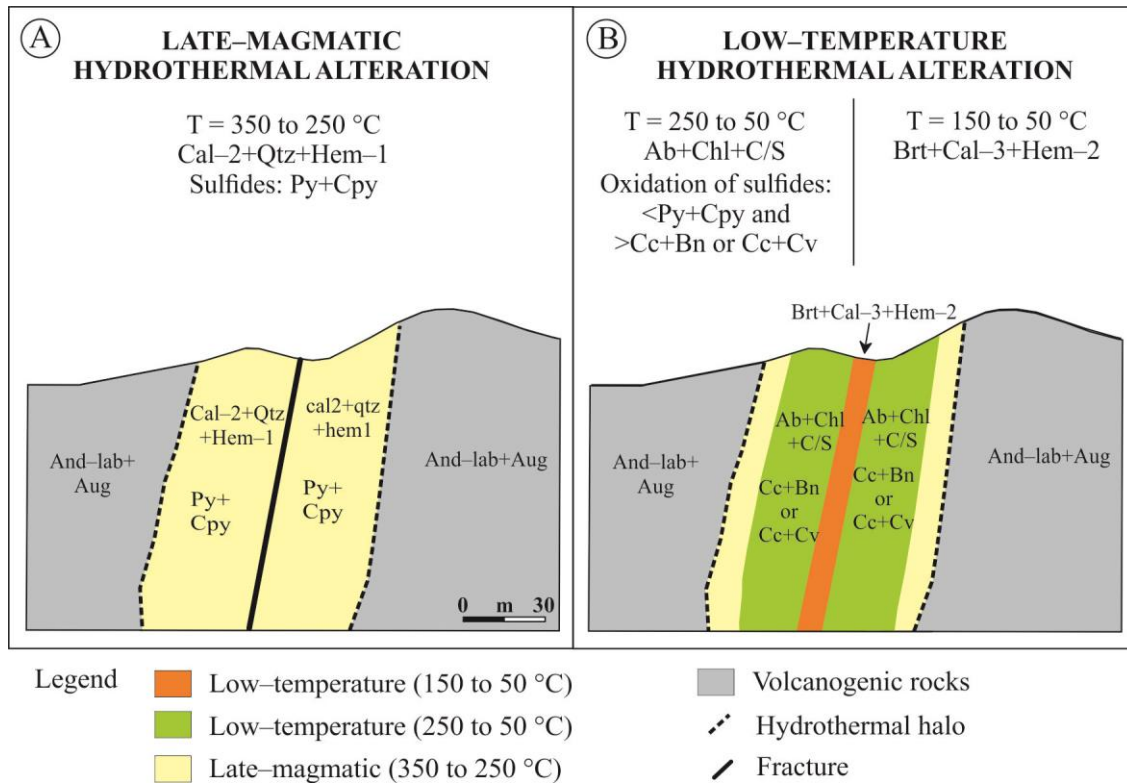 A
LATE–MAGMATIC
HYDROTHERMAL ALTERATION
T = 350 to 250 °C
Cal–2+Qtz+Hem–1
Sulfides: Py+Cpy
Cal–2+Qtz
+Hem–1
cal2+qtz
+hem1
And–lab+
Aug
And–lab+Aug
Py+
Cpy
Py+
Cpy
0 m 30
B
LOW–TEMPERATURE
HYDROTHERMAL ALTERATION
T = 250 to 50 °C
Ab+Chl+C/S
Oxidation of sulfides:
<Py+Cpy and
>Cc+Bn or Cc+Cv
T = 150 to 50 °C
Brt+Cal–3+Hem–2
Brt+Cal–3+Hem–2
Ab+Chl
+C/S
Ab+Chl
+C/S
And–lab+
Aug
And–lab+Aug
Cc+Bn
or
Cc+Cv
Cc+Bn
or
Cc+Cv
Legend
Low–temperature (150 to 50 °C)
Low–temperature (250 to 50 °C)
Late–magmatic (350 to 250 °C)
Volcanogenic rocks
Hydrothermal halo
Fracture